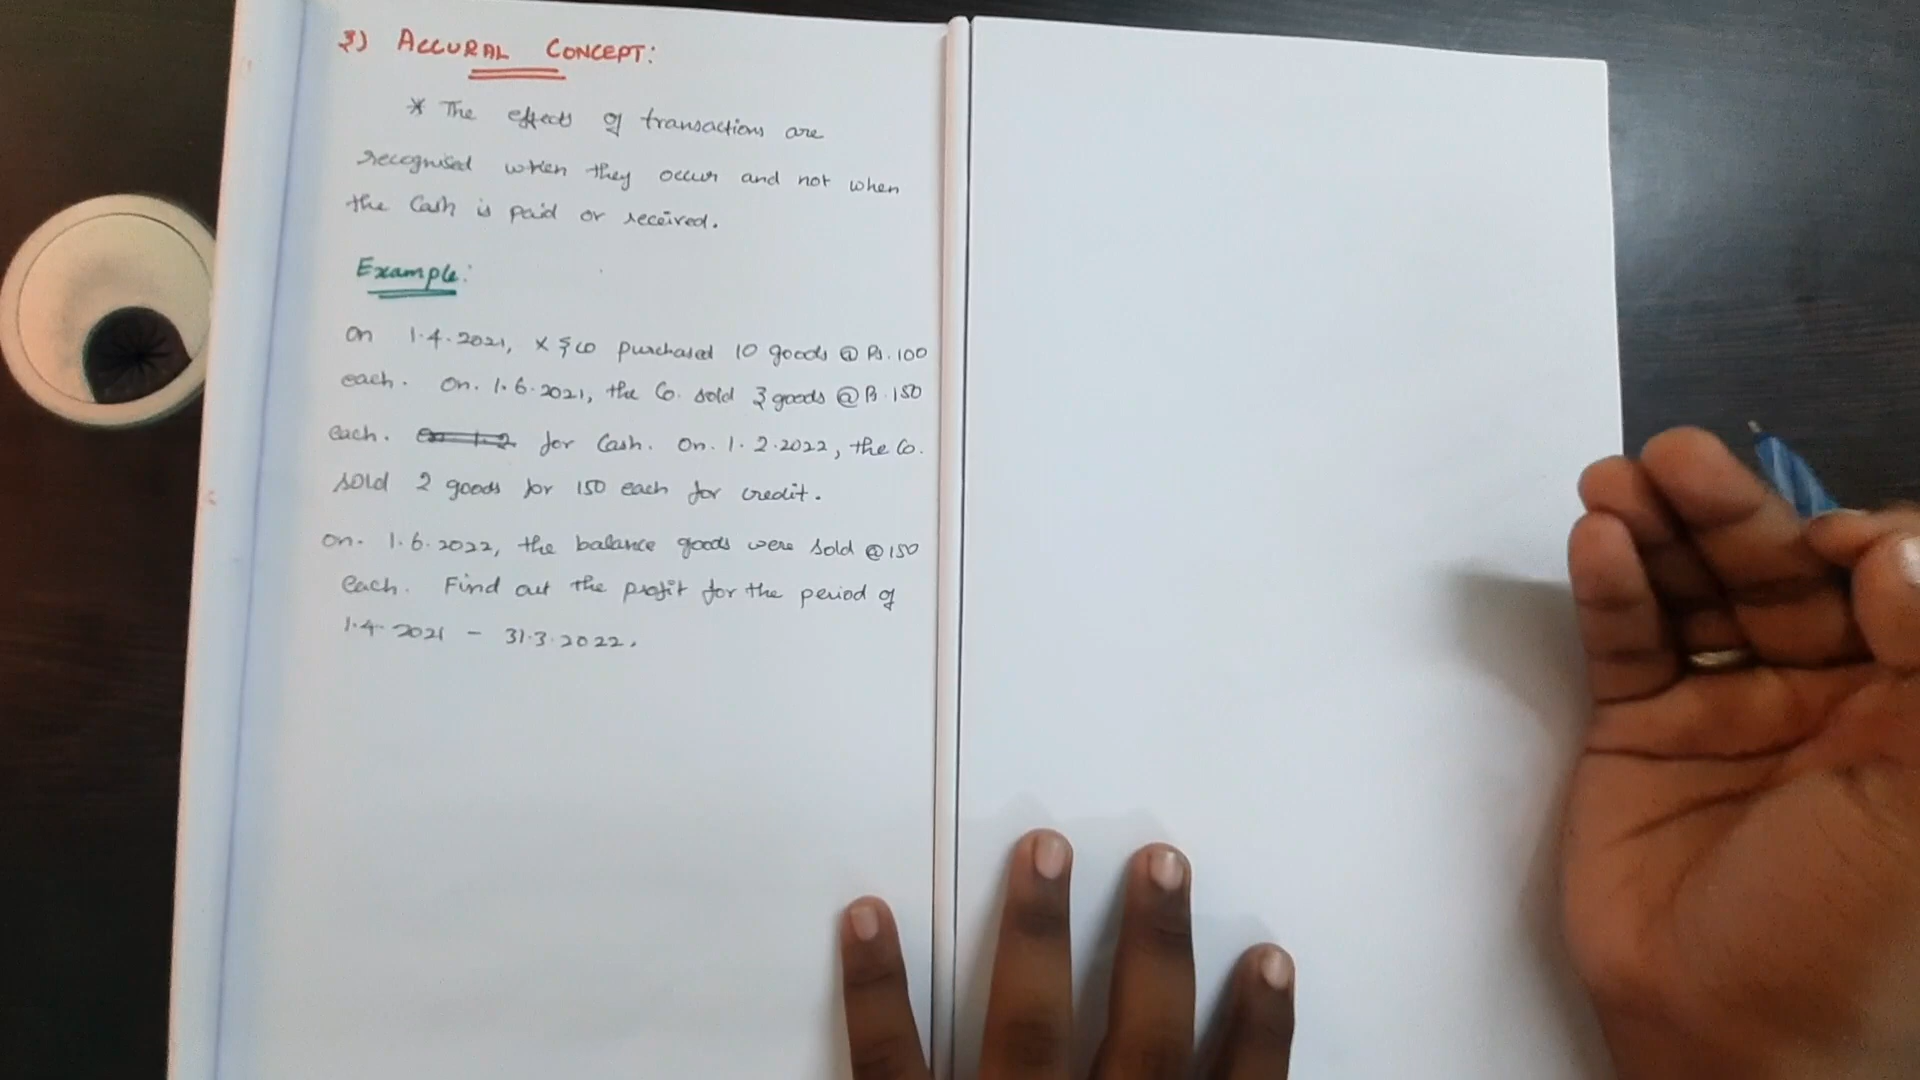 3) ACCURAL CONCEPT:
* The effects of transactions are
recognised when they occur and not when
the Cash is paid or received.
Example:
On 1.4.2021, X & co purchased 10 goods @ Rs.100
each. On. 1.6.2021, the Co. sold 3 goods @ Rs.150
each. for Cash. On. 1.2.2022, the Co.
sold 2 goods for 150 each for credit.
On. 1.6.2022, the balance goods were sold @ 150
each. Find out the profit for the period of
1.4.2021 - 31.3.2022.